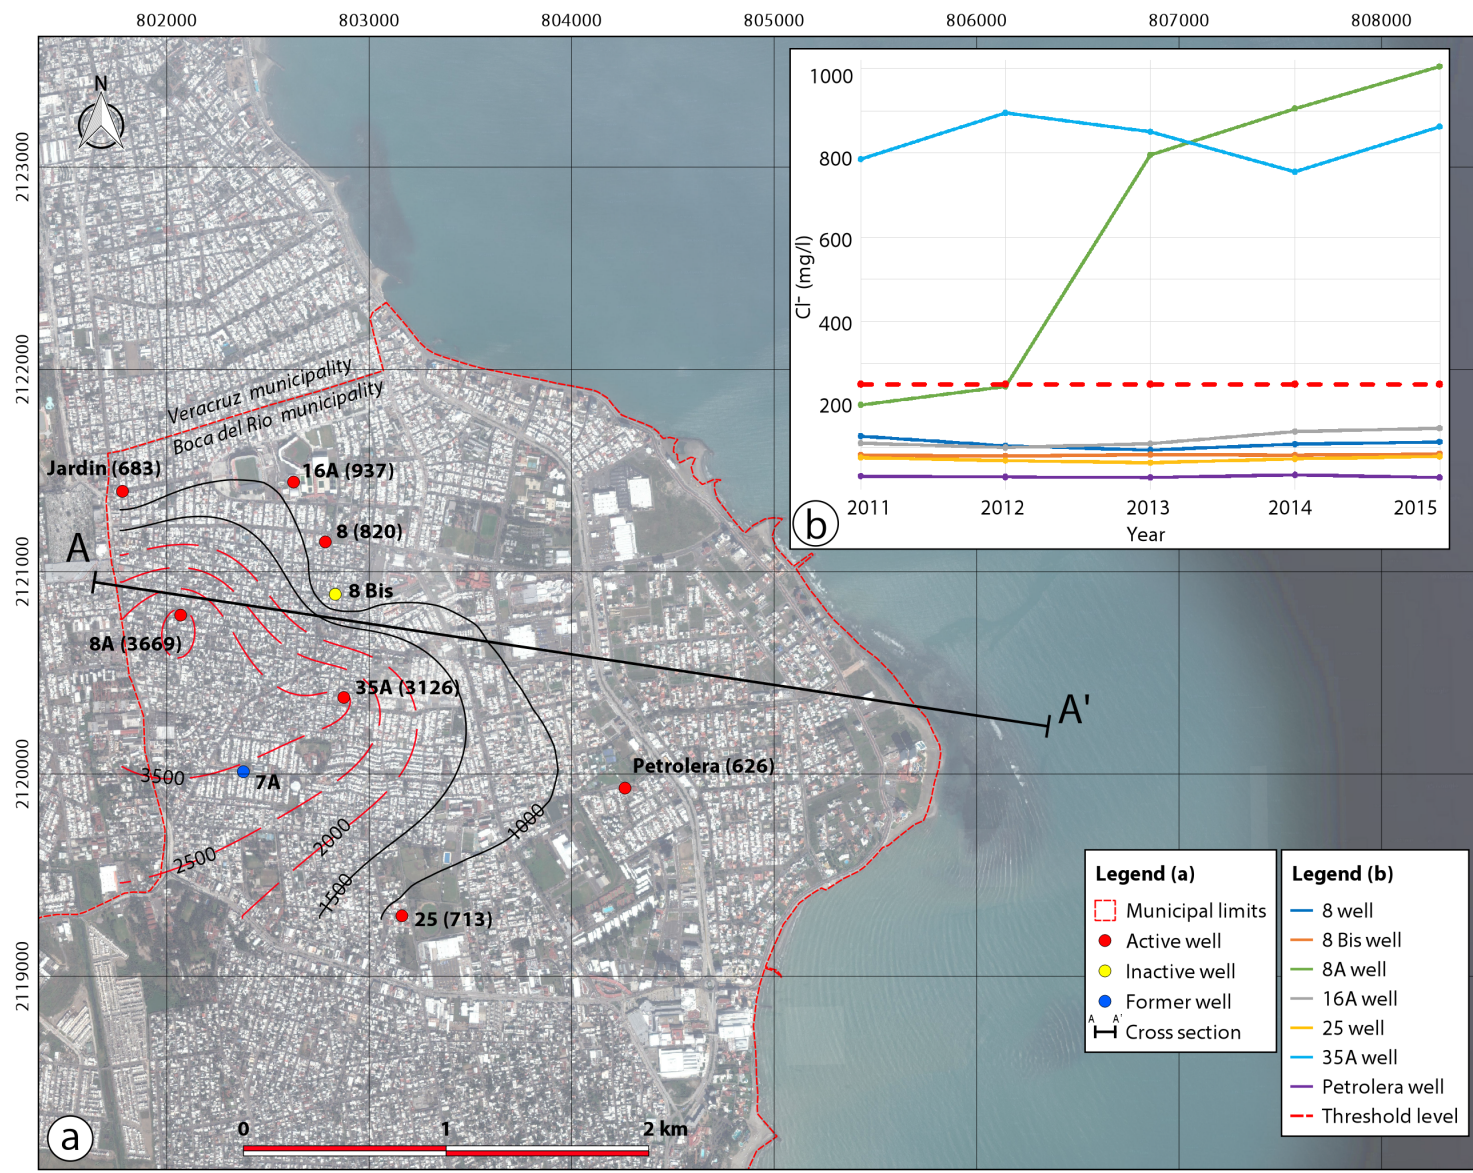 802000 803000 804000 805000 806000 807000 808000
2123000
2122000
2121000
2120000
2119000
N
Veracruz municipality
Boca del Rio municipality
Jardin (683)
16A (937)
8 (820)
A
8 Bis
8A (3669)
35A (3126)
A'
Petrolera (626)
3500
7A
1000
2000
2500
1500
25 (713)
0 1 2 km
a
1000
800
600
400
200
Cl⁻ (mg/l)
2011 2012 2013 2014 2015
Year
b
Legend (a)
Municipal limits
Active well
Inactive well
Former well
A A'
Cross section
Legend (b)
8 well
8 Bis well
8A well
16A well
25 well
35A well
Petrolera well
Threshold level